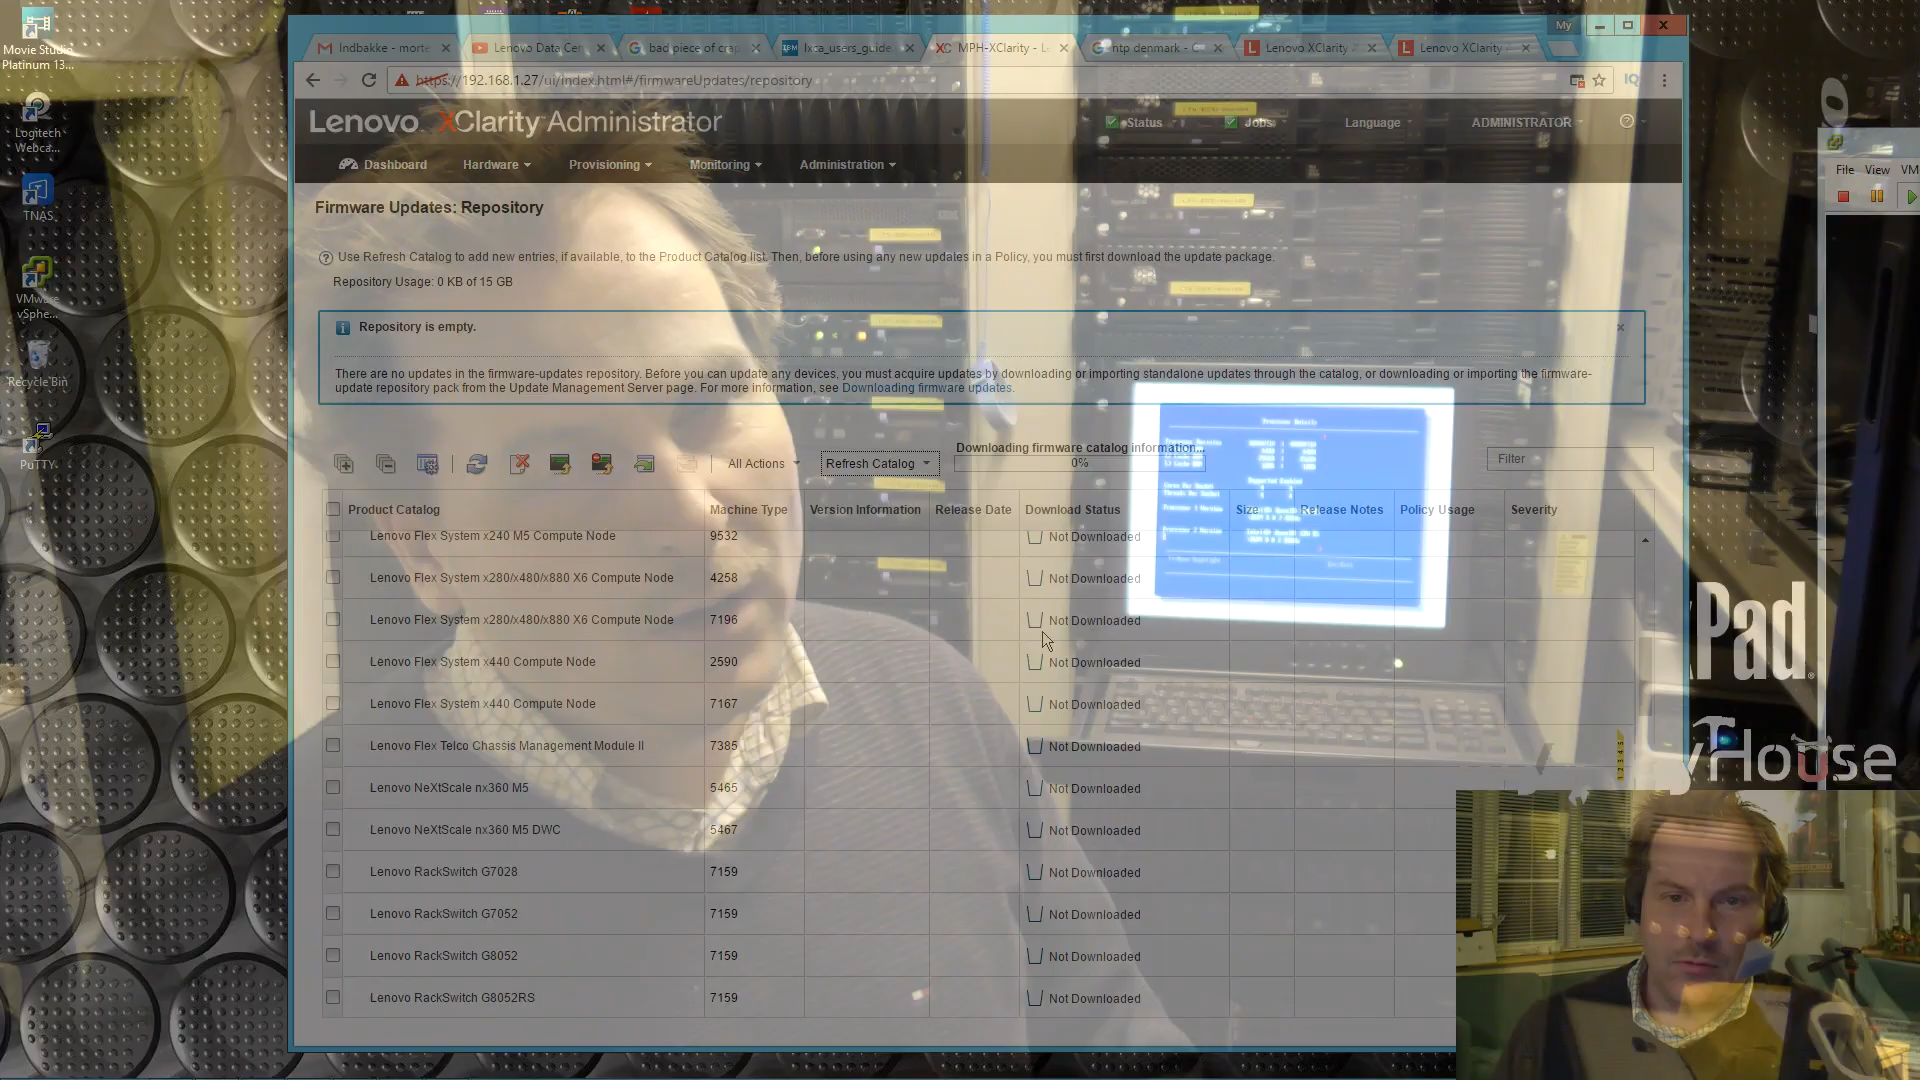 Movie Studio
Platinum 13...
Logitech
Webca...
TNAS
VMware
vSphe...
Recycle Bin
PuTTY
My
Indbakke - morte
Lenovo Data Cen
bad piece of crap
lxca_users_guide
MPH-XClarity - L
ntp denmark - G
Lenovo XClarity
Lenovo XClarity
https://192.168.1.27/ui/index.html#/firmwareUpdates/repository
Lenovo XClarity Administrator
Status
Jobs
Language
ADMINISTRATOR
Dashboard
Hardware
Provisioning
Monitoring
Administration
File View VM
Firmware Updates: Repository
Use Refresh Catalog to add new entries, if available, to the Product Catalog list. Then, before using any new updates in a Policy, you must first download the update package.
Repository Usage: 0 KB of 15 GB
Repository is empty.
There are no updates in the firmware-updates repository. Before you can update any devices, you must acquire updates by downloading or importing standalone updates through the catalog, or downloading or importing the firmware-
update repository pack from the Update Management Server page. For more information, see Downloading firmware updates.
All Actions
Refresh Catalog
Downloading firmware catalog information...
0%
Filter
Product Catalog Machine Type Version Information Release Date Download Status Size Release Notes Policy Usage Severity
Lenovo Flex System x240 M5 Compute Node 9532 Not Downloaded
Lenovo Flex System x280/x480/x880 X6 Compute Node 4258 Not Downloaded
Lenovo Flex System x280/x480/x880 X6 Compute Node 7196 Not Downloaded
Lenovo Flex System x440 Compute Node 2590 Not Downloaded
Lenovo Flex System x440 Compute Node 7167 Not Downloaded
Lenovo Flex Telco Chassis Management Module II 7385 Not Downloaded
Lenovo NeXtScale nx360 M5 5465 Not Downloaded
Lenovo NeXtScale nx360 M5 DWC 5467 Not Downloaded
Lenovo RackSwitch G7028 7159 Not Downloaded
Lenovo RackSwitch G7052 7159 Not Downloaded
Lenovo RackSwitch G8052 7159 Not Downloaded
Lenovo RackSwitch G8052RS 7159 Not Downloaded
Processor Details
Pad
yHouse